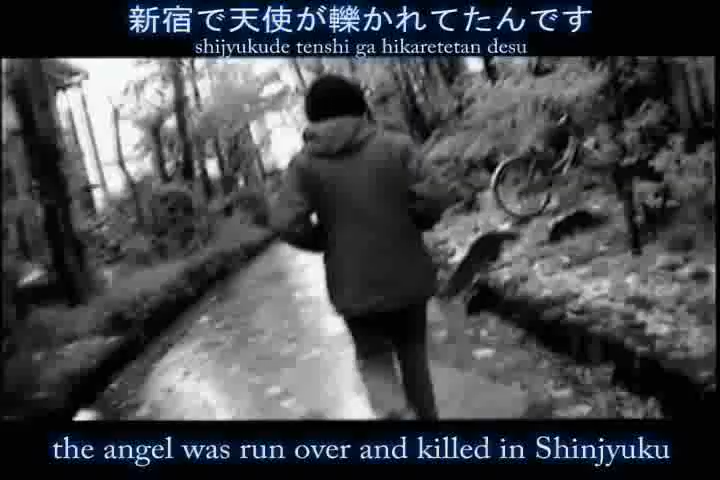 新宿で天使が轢かれてたんです
shijyukude tenshi ga hikaretetan desu
the angel was run over and killed in Shinjyuku